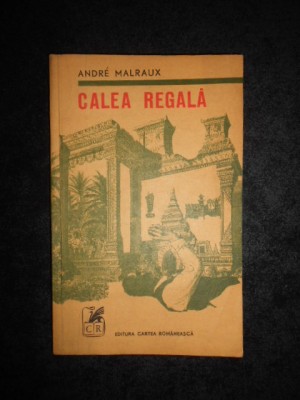 ANDRÉ MALRAUX
CALEA REGALĂ
CR
EDITURA CARTEA ROMÂNEASCĂ